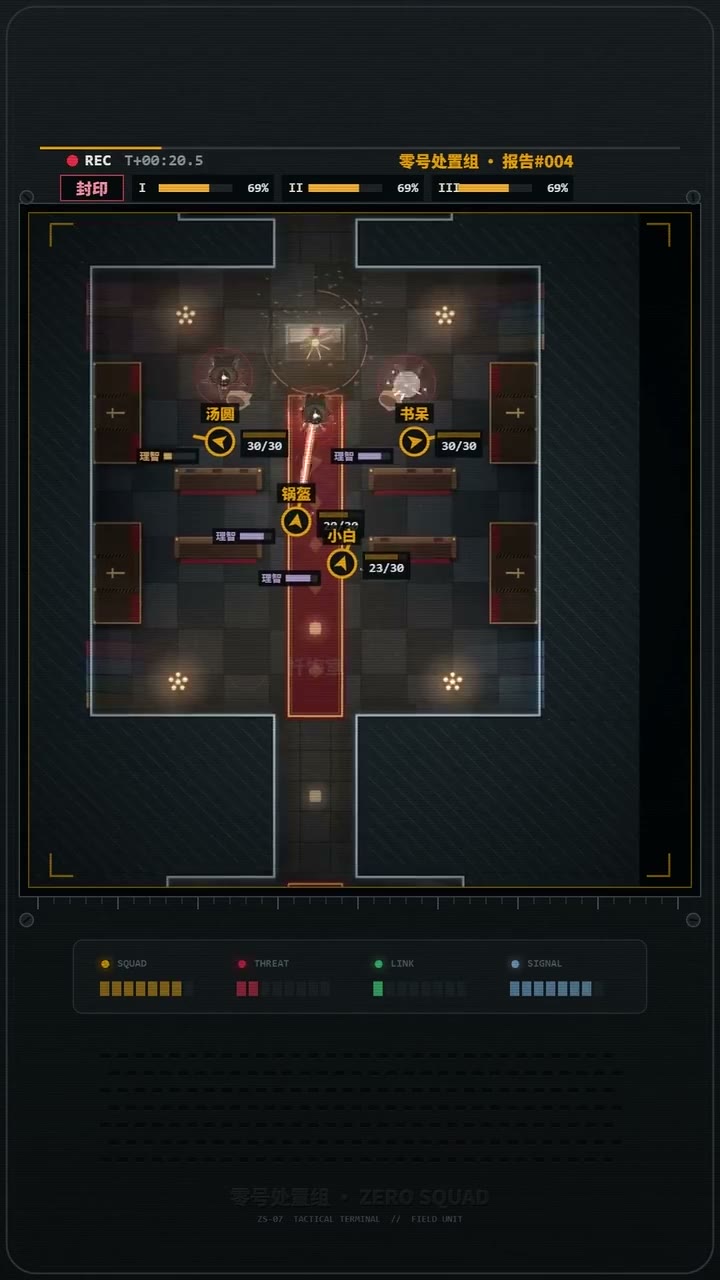 REC T+00:20.5 零号处置组 · 报告#004
封印 I 69% II 69% III 69%
汤圆 书呆
30/30 30/30
理智 理智
锅盔
小白
理智
23/30
理智
忏悔室
SQUAD THREAT LINK SIGNAL
零号处置组 · ZERO SQUAD
ZS-07 TACTICAL TERMINAL // FIELD UNIT